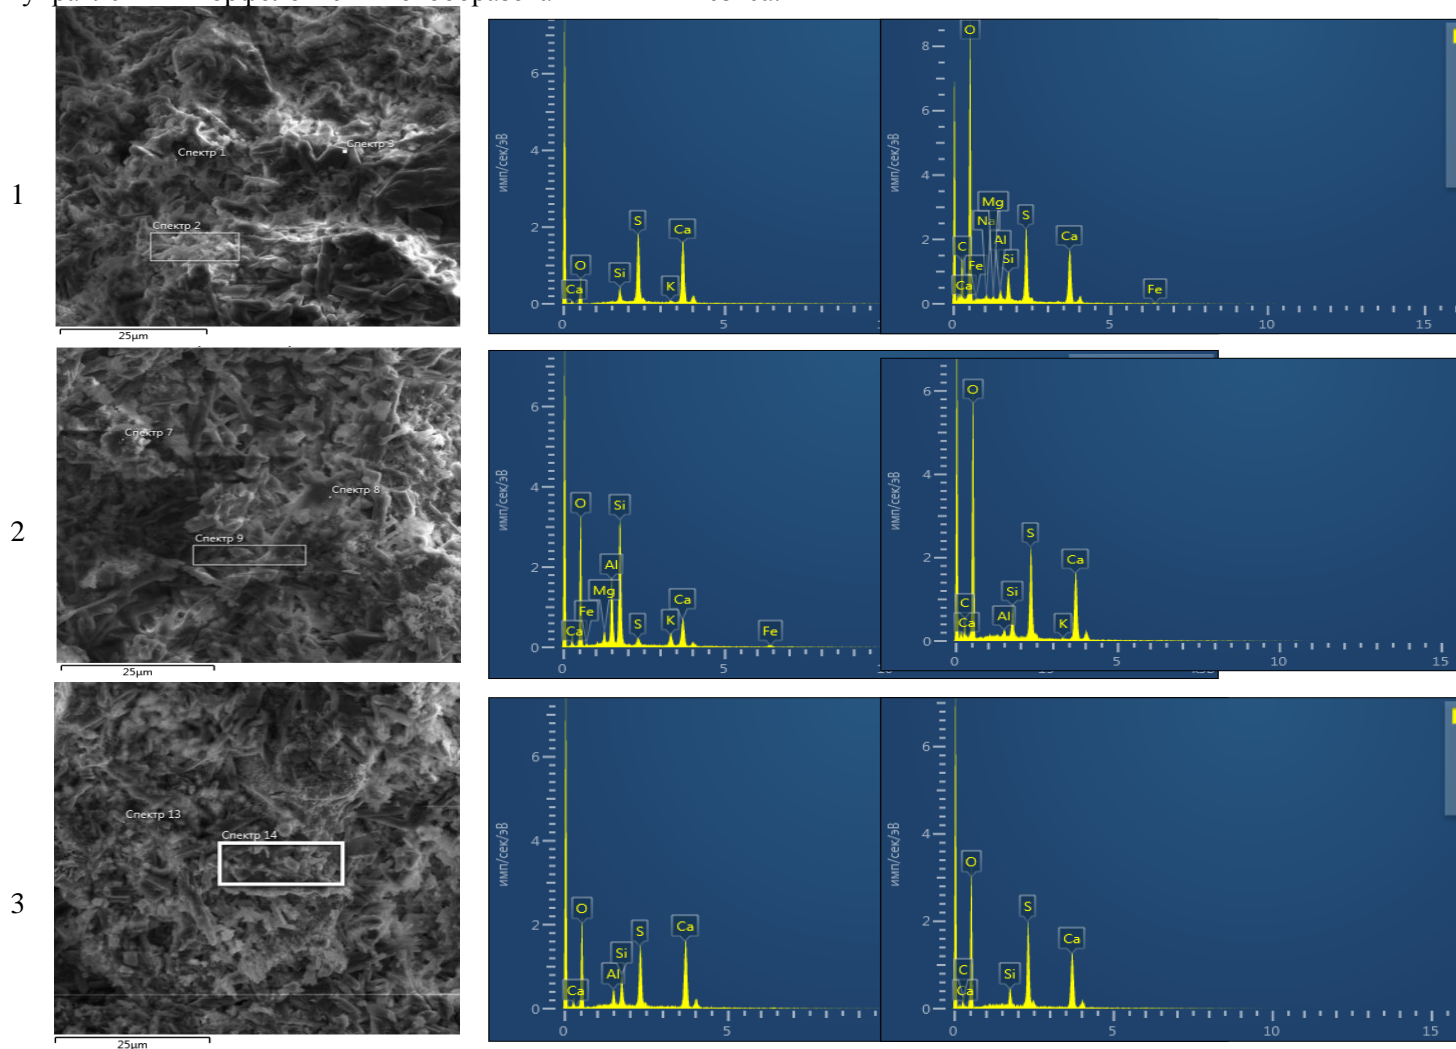 1
Спектр 1
Спектр 3
Спектр 2
25µm
имп/сек/эВ
6
4
2
0
Ca
O
Si
S
K
Ca
0
5
имп/сек/эВ
8
6
4
2
0
O
C
Ca
Fe
Na
Mg
Al
Si
S
Ca
Fe
0
5
10
15
2
Спектр 7
Спектр 8
Спектр 9
25µm
имп/сек/эВ
6
4
2
0
Ca
O
Fe
Mg
Al
Si
S
K
Ca
Fe
0
5
имп/сек/эВ
6
4
2
0
O
C
Ca
Al
Si
S
K
Ca
0
5
10
15
3
Спектр 13
Спектр 14
25µm
имп/сек/эВ
6
4
2
0
Ca
O
Al
Si
S
Ca
0
5
имп/сек/эВ
6
4
2
0
O
C
Ca
Si
S
Ca
0
5
10
15